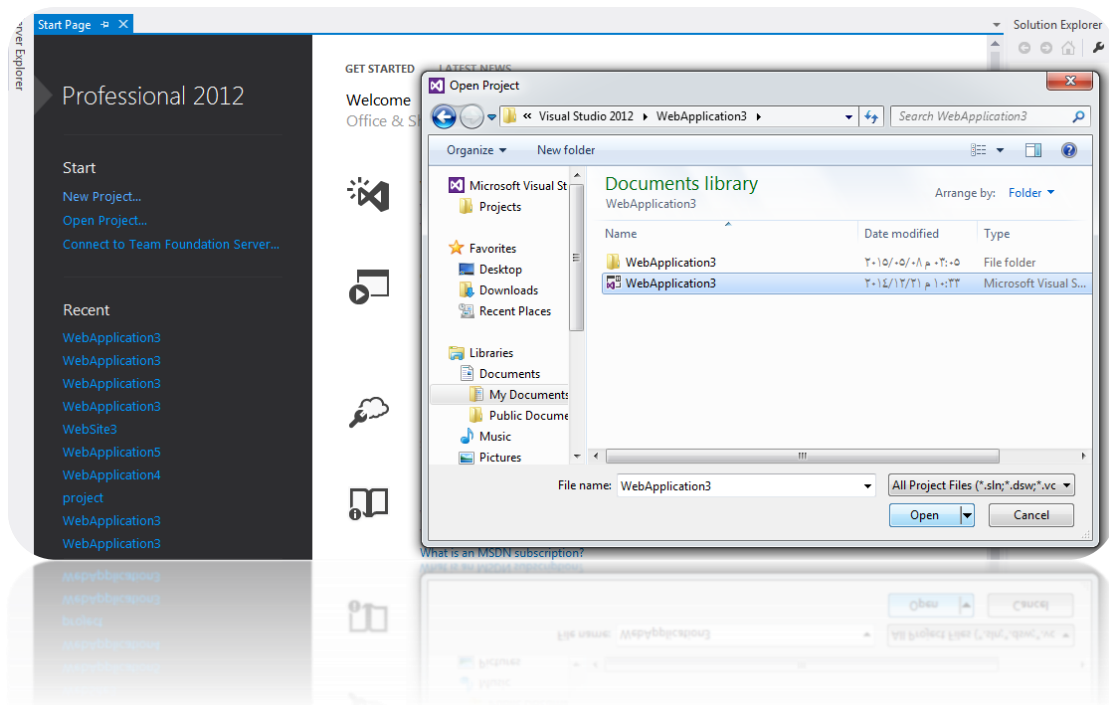 Start Page
Solution Explorer
rver Explorer
Professional 2012
Start
New Project...
Open Project...
Connect to Team Foundation Server...
Recent
WebApplication3
WebApplication3
WebApplication3
WebApplication3
WebSite3
WebApplication5
WebApplication4
project
WebApplication3
WebApplication3
GET STARTED
LATEST NEWS
Welcome
Office &
What is an MSDN subscription?
Open Project
« Visual Studio 2012 ▸ WebApplication3 ▸
Search WebApplication3
Organize
New folder
Microsoft Visual St
Projects
Favorites
Desktop
Downloads
Recent Places
Libraries
Documents
My Documents
Public Docume
Music
Pictures
Documents library
WebApplication3
Arrange by: Folder
Name Date modified Type
WebApplication3 ٢٠١٥/٠٥/٠٨ م ٠٣:٠٥ File folder
WebApplication3 ٢٠١٤/١٢/٢١ م ١٠:٣٣ Microsoft Visual S...
File name: WebApplication3
All Project Files (*.sln;*.dsw;*.vc
Open Cancel